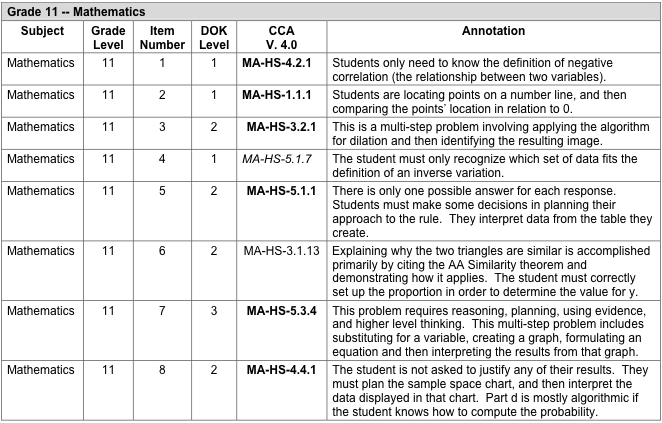 Grade 11 -- Mathematics
Subject Grade Level Item Number DOK Level CCA V. 4.0 Annotation
Mathematics 11 1 1 MA-HS-4.2.1 Students only need to know the definition of negative
correlation (the relationship between two variables).
Mathematics 11 2 1 MA-HS-1.1.1 Students are locating points on a number line, and then
comparing the points' location in relation to 0.
Mathematics 11 3 2 MA-HS-3.2.1 This is a multi-step problem involving applying the algorithm
for dilation and then identifying the resulting image.
Mathematics 11 4 1 MA-HS-5.1.7 The student must only recognize which set of data fits the
definition of an inverse variation.
Mathematics 11 5 2 MA-HS-5.1.1 There is only one possible answer for each response.
Students must make some decisions in planning their
approach to the rule. They interpret data from the table they
create.
Mathematics 11 6 2 MA-HS-3.1.13 Explaining why the two triangles are similar is accomplished
primarily by citing the AA Similarity theorem and
demonstrating how it applies. The student must correctly
set up the proportion in order to determine the value for y.
Mathematics 11 7 3 MA-HS-5.3.4 This problem requires reasoning, planning, using evidence,
and higher level thinking. This multi-step problem includes
substituting for a variable, creating a graph, formulating an
equation and then interpreting the results from that graph.
Mathematics 11 8 2 MA-HS-4.4.1 The student is not asked to justify any of their results. They
must plan the sample space chart, and then interpret the
data displayed in that chart. Part d is mostly algorithmic if
the student knows how to compute the probability.